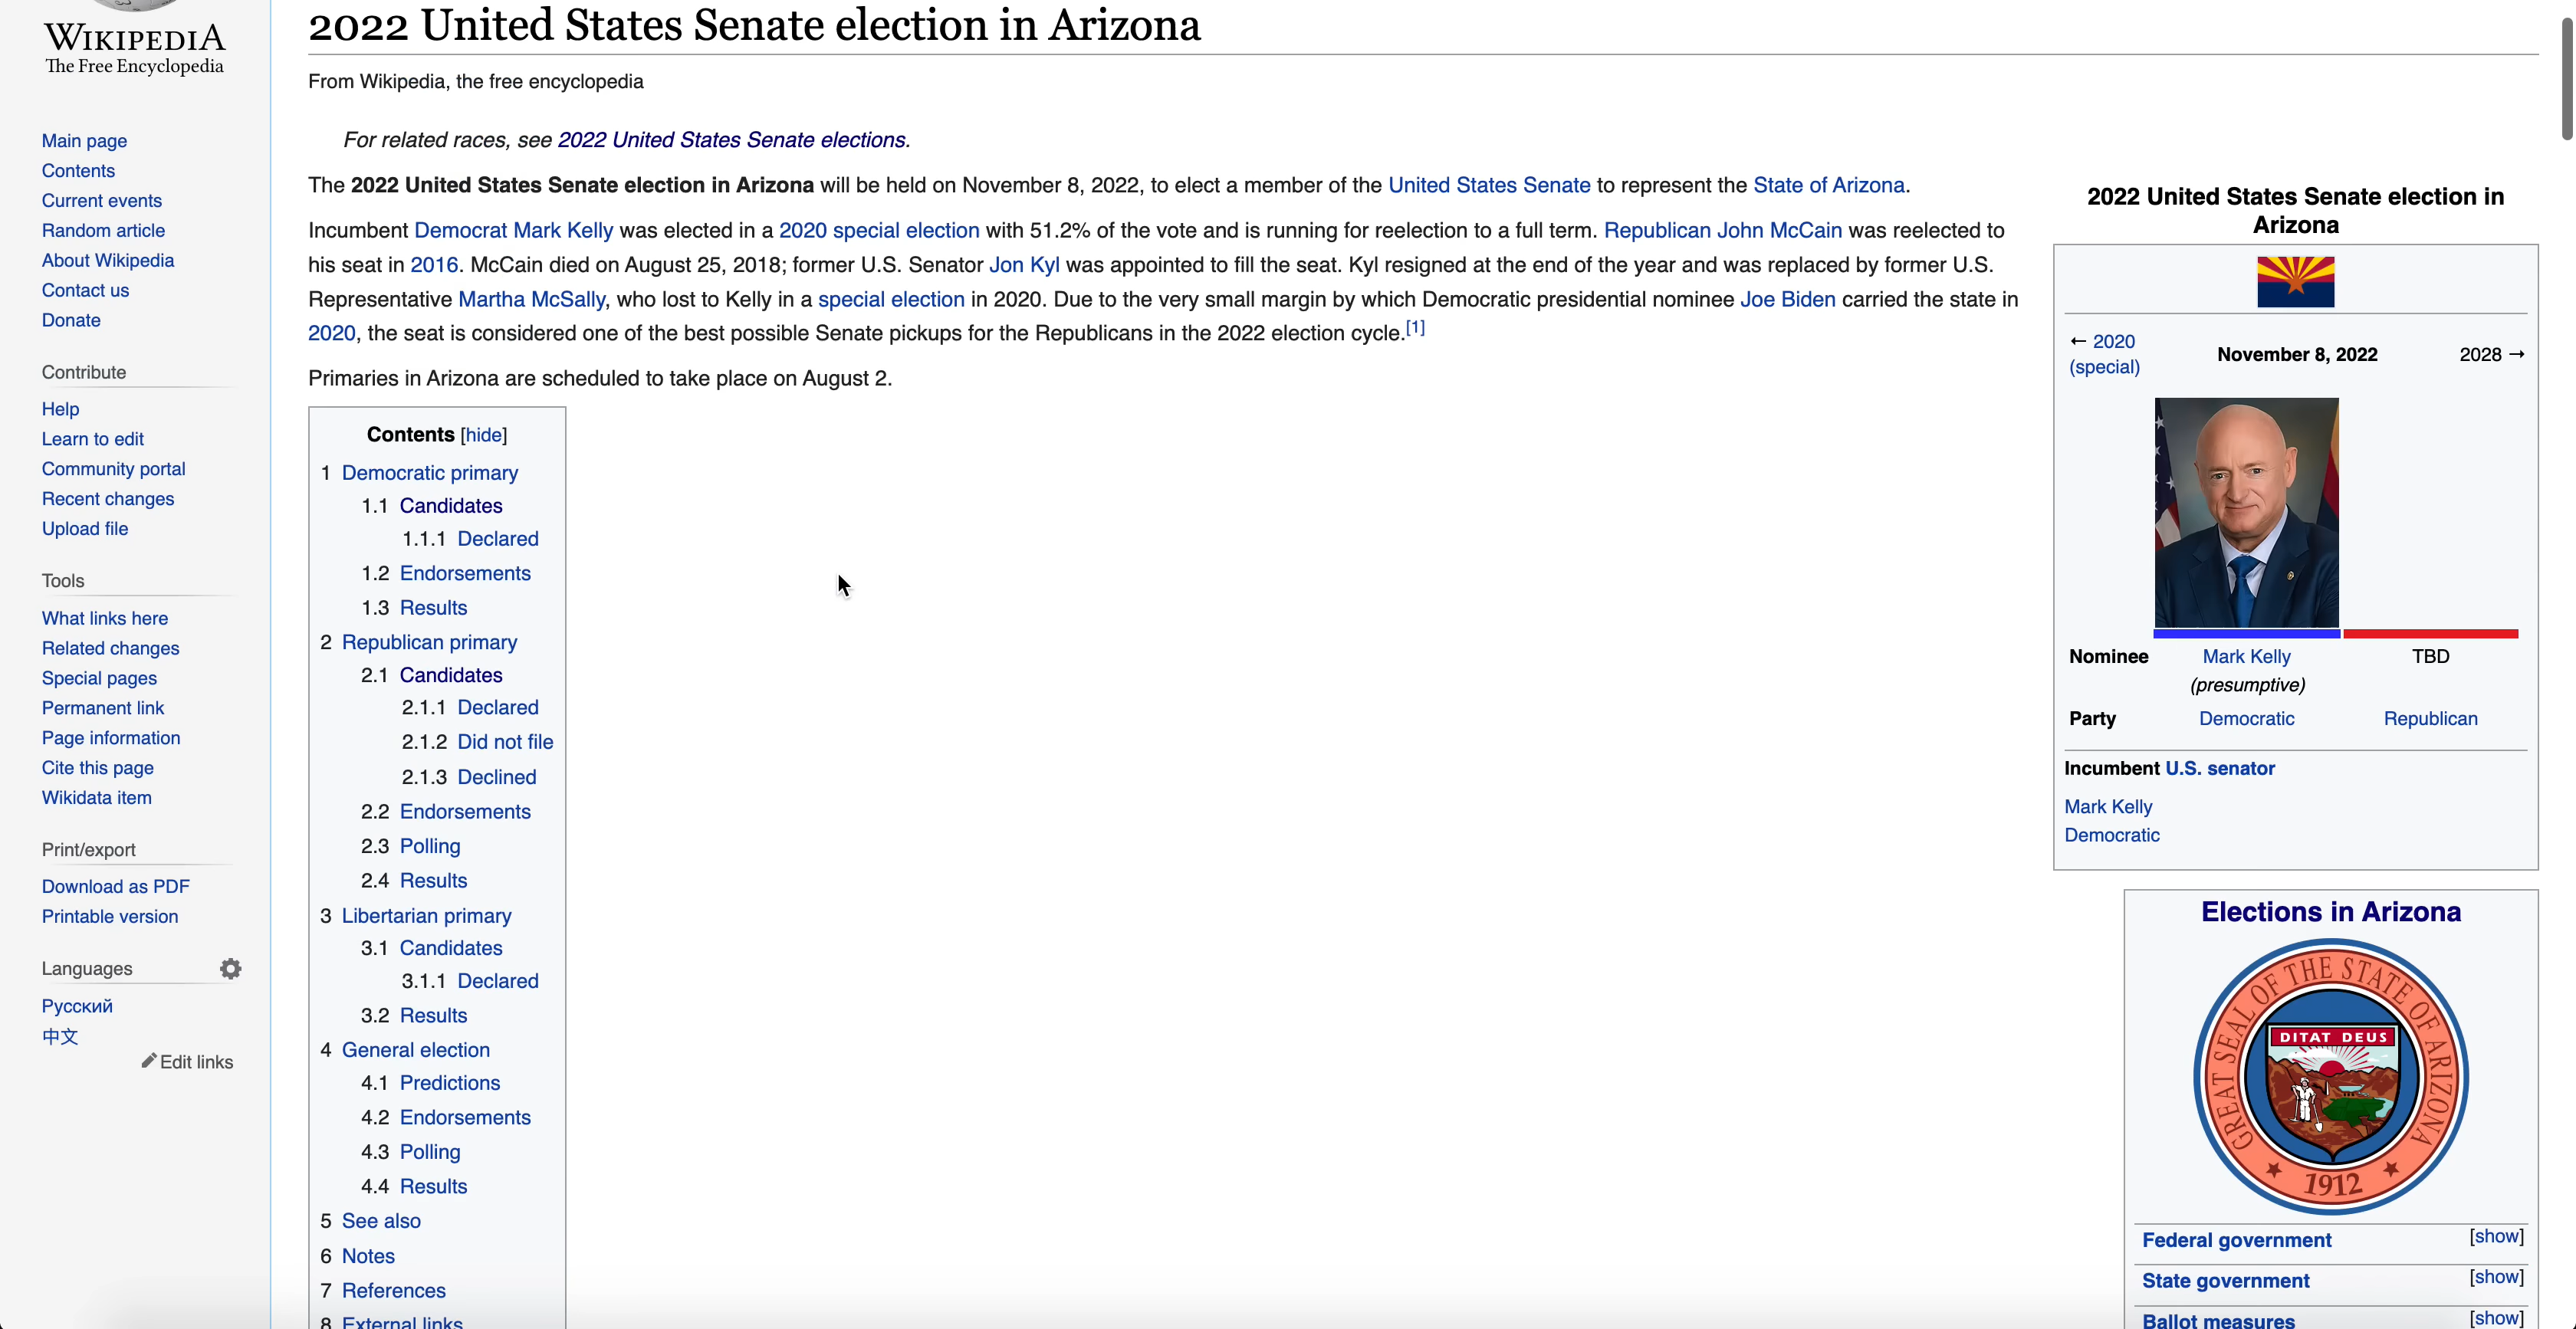 WIKIPEDIA
The Free Encyclopedia
Main page
Contents
Current events
Random article
About Wikipedia
Contact us
Donate
Contribute
Help
Learn to edit
Community portal
Recent changes
Upload file
Tools
What links here
Related changes
Special pages
Permanent link
Page information
Cite this page
Wikidata item
Print/export
Download as PDF
Printable version
Languages
Русский
中文
Edit links
2022 United States Senate election in Arizona
From Wikipedia, the free encyclopedia
For related races, see 2022 United States Senate elections.
The 2022 United States Senate election in Arizona will be held on November 8, 2022, to elect a member of the United States Senate to represent the State of Arizona.
Incumbent Democrat Mark Kelly was elected in a 2020 special election with 51.2% of the vote and is running for reelection to a full term. Republican John McCain was reelected to
his seat in 2016. McCain died on August 25, 2018; former U.S. Senator Jon Kyl was appointed to fill the seat. Kyl resigned at the end of the year and was replaced by former U.S.
Representative Martha McSally, who lost to Kelly in a special election in 2020. Due to the very small margin by which Democratic presidential nominee Joe Biden carried the state in
2020, the seat is considered one of the best possible Senate pickups for the Republicans in the 2022 election cycle.[1]
Primaries in Arizona are scheduled to take place on August 2.
Contents [hide]
1 Democratic primary
1.1 Candidates
1.1.1 Declared
1.2 Endorsements
1.3 Results
2 Republican primary
2.1 Candidates
2.1.1 Declared
2.1.2 Did not file
2.1.3 Declined
2.2 Endorsements
2.3 Polling
2.4 Results
3 Libertarian primary
3.1 Candidates
3.1.1 Declared
3.2 Results
4 General election
4.1 Predictions
4.2 Endorsements
4.3 Polling
4.4 Results
5 See also
6 Notes
7 References
8 External links
2022 United States Senate election in
Arizona
← 2020
(special)
November 8, 2022
2028 →
Nominee Mark Kelly TBD
(presumptive)
Party Democratic Republican
Incumbent U.S. senator
Mark Kelly
Democratic
Elections in Arizona
GREAT SEAL OF THE STATE OF ARIZONA
DITAT DEUS
1912
Federal government [show]
State government [show]
Ballot measures [show]